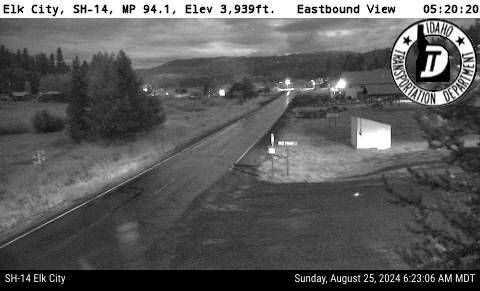 Elk City, SH-14, MP 94.1, Elev 3,939ft. Eastbound View 05:20:20
IDAHO
TRANSPORTATION DEPARTMENT
SH-14 Elk City Sunday, August 25, 2024 6:23:06 AM MDT